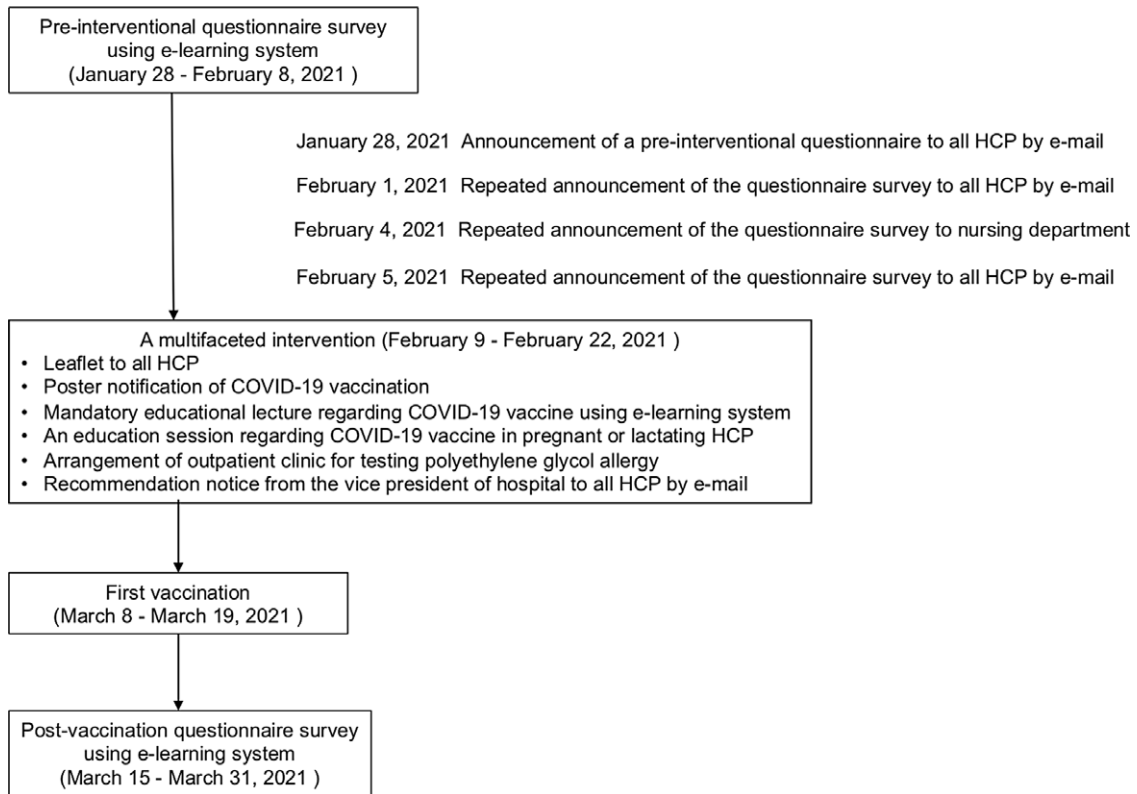 Pre-interventional questionnaire survey
using e-learning system
(January 28 - February 8, 2021 )
January 28, 2021 Announcement of a pre-interventional questionnaire to all HCP by e-mail
February 1, 2021 Repeated announcement of the questionnaire survey to all HCP by e-mail
February 4, 2021 Repeated announcement of the questionnaire survey to nursing department
February 5, 2021 Repeated announcement of the questionnaire survey to all HCP by e-mail
A multifaceted intervention (February 9 - February 22, 2021 )
• Leaflet to all HCP
• Poster notification of COVID-19 vaccination
• Mandatory educational lecture regarding COVID-19 vaccine using e-learning system
• An education session regarding COVID-19 vaccine in pregnant or lactating HCP
• Arrangement of outpatient clinic for testing polyethylene glycol allergy
• Recommendation notice from the vice president of hospital to all HCP by e-mail
First vaccination
(March 8 - March 19, 2021 )
Post-vaccination questionnaire survey
using e-learning system
(March 15 - March 31, 2021 )